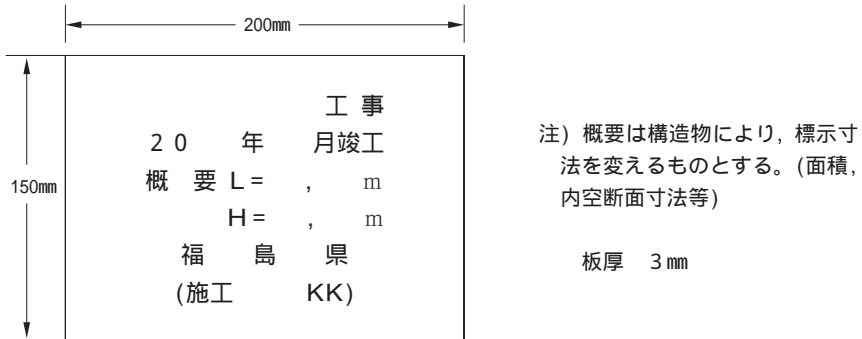 200㎜
150㎜
工 事
２０ 年 月竣工
概 要 Ｌ＝ ， ｍ
Ｈ＝ ， ｍ
福 島 県
(施工 ＫＫ)
注) 概要は構造物により, 標示寸
法を変えるものとする。(面積,
内空断面寸法等)
板厚 3㎜